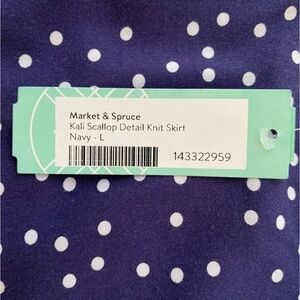 Market & Spruce
Kali Scallop Detail Knit Skirt
Navy - L
143322959